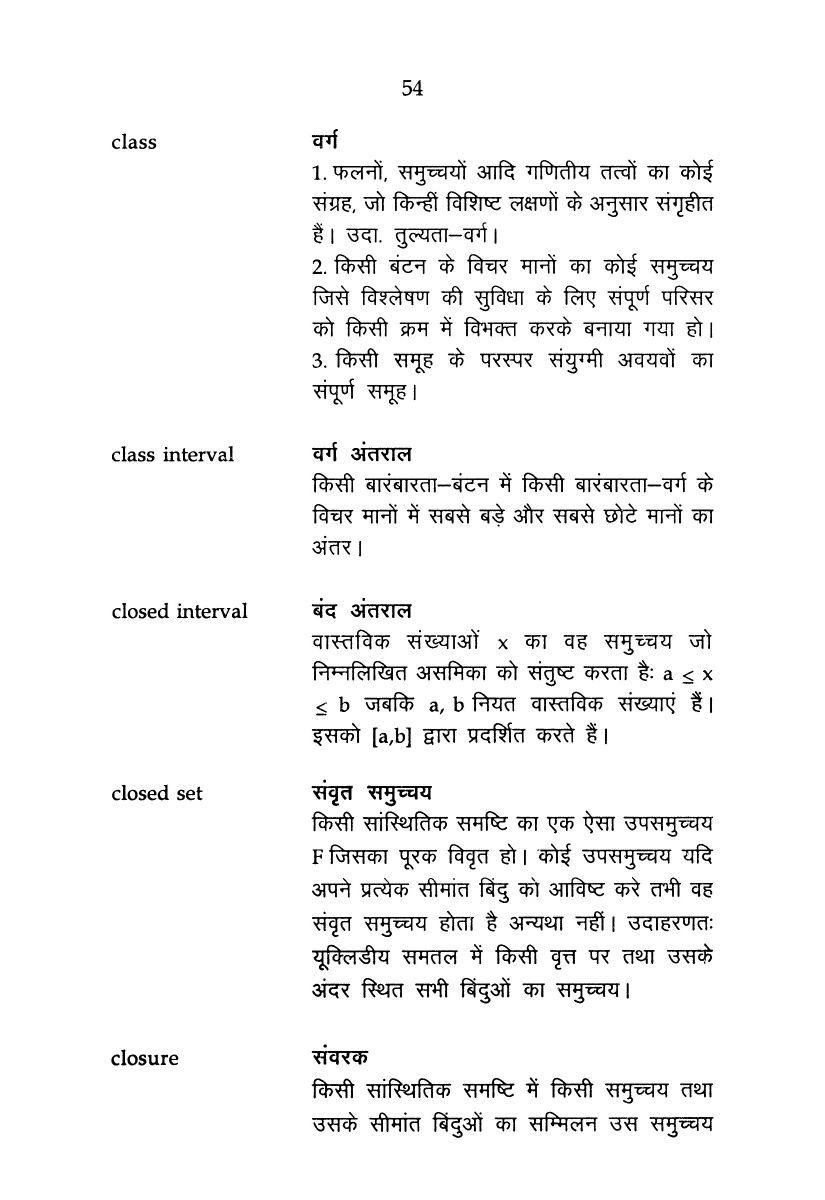 54
class वर्ग
1. फलनों, समुच्चयों आदि गणितीय तत्वों का कोई
संग्रह, जो किन्हीं विशिष्ट लक्षणों के अनुसार संगृहीत
हैं। उदा. तुल्यता–वर्ग।
2. किसी बंटन के विचर मानों का कोई समुच्चय
जिसे विश्लेषण की सुविधा के लिए संपूर्ण परिसर
को किसी क्रम में विभक्त करके बनाया गया हो।
3. किसी समूह के परस्पर संयुग्मी अवयवों का
संपूर्ण समूह।
class interval वर्ग अंतराल
किसी बारंबारता–बंटन में किसी बारंबारता–वर्ग के
विचर मानों में सबसे बड़े और सबसे छोटे मानों का
अंतर।
closed interval बंद अंतराल
वास्तविक संख्याओं x का वह समुच्चय जो
निम्नलिखित असमिका को संतुष्ट करता हैः a ≤ x
≤ b जबकि a, b नियत वास्तविक संख्याएं हैं।
इसको [a,b] द्वारा प्रदर्शित करते हैं।
closed set संवृत समुच्चय
किसी सांस्थितिक समष्टि का एक ऐसा उपसमुच्चय
F जिसका पूरक विवृत हो। कोई उपसमुच्चय यदि
अपने प्रत्येक सीमांत बिंदु को आविष्ट करे तभी वह
संवृत समुच्चय होता है अन्यथा नहीं। उदाहरणतः
यूक्लिडीय समतल में किसी वृत्त पर तथा उसके
अंदर स्थित सभी बिंदुओं का समुच्चय।
closure संवरक
किसी सांस्थितिक समष्टि में किसी समुच्चय तथा
उसके सीमांत बिंदुओं का सम्मिलन उस समुच्चय